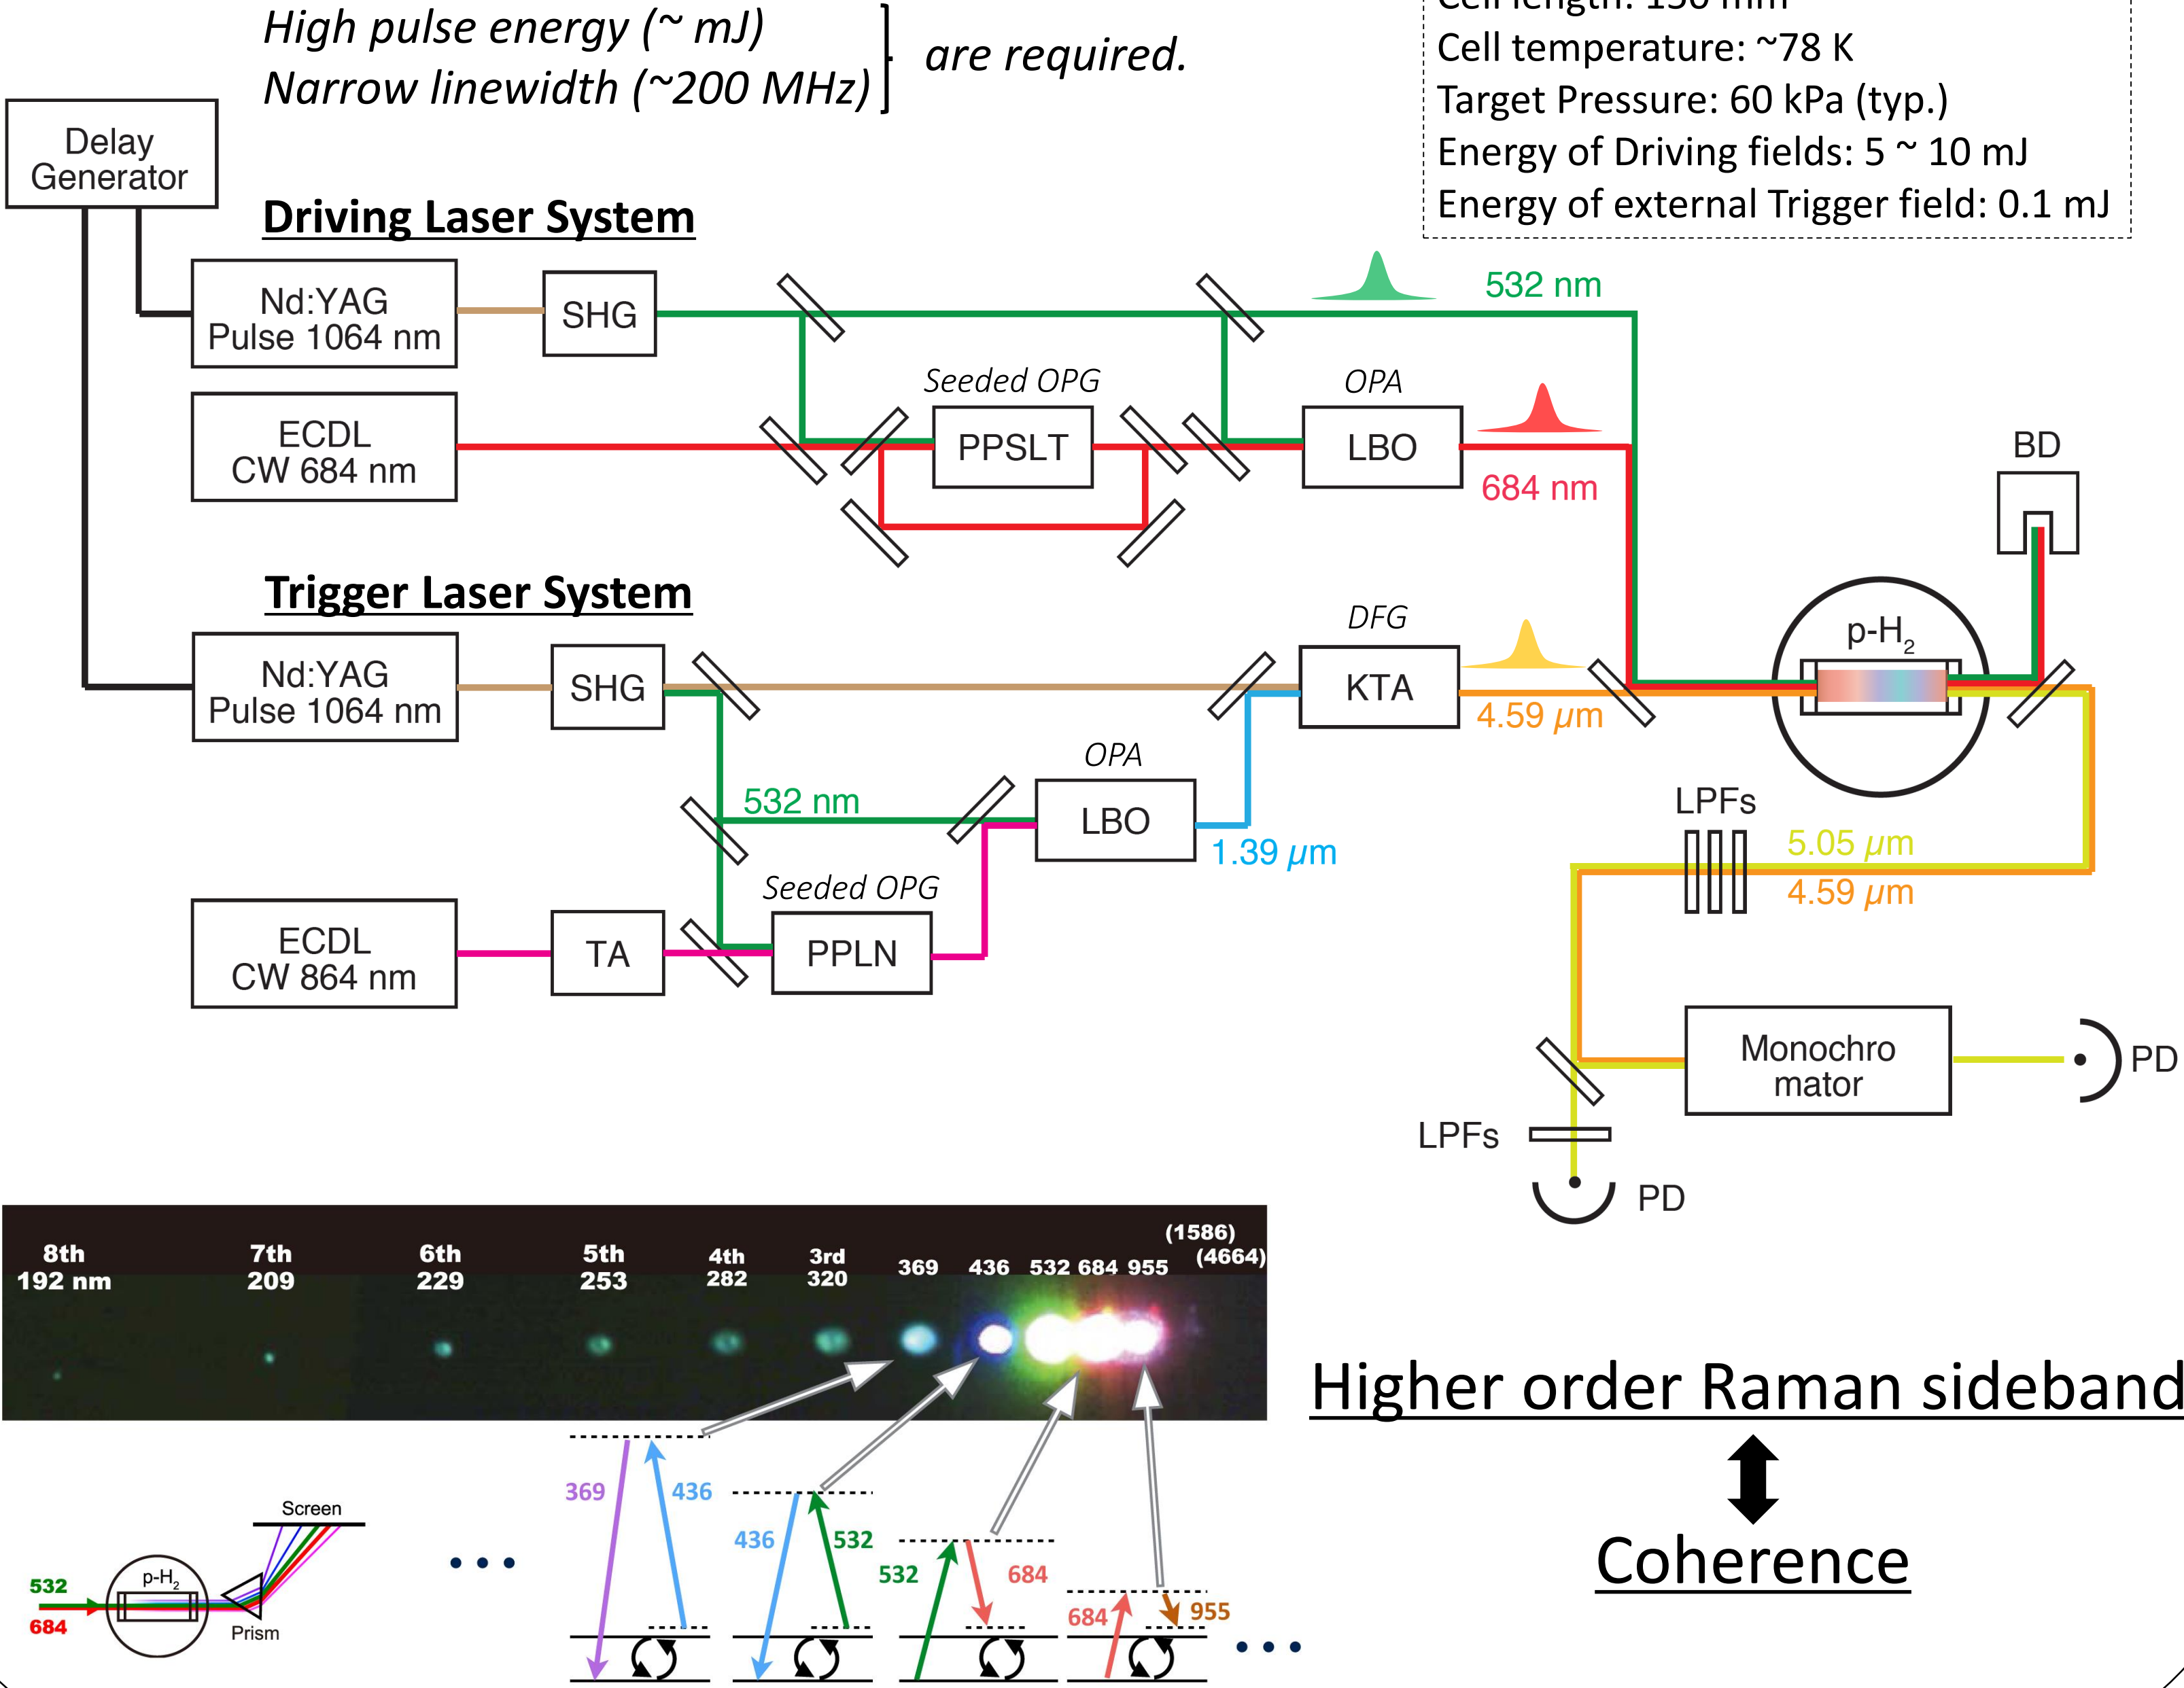 High pulse energy (~ mJ)
Narrow linewidth (~200 MHz)
are required.
Cell length: 150 mm
Cell temperature: ~78 K
Target Pressure: 60 kPa (typ.)
Energy of Driving fields: 5 ~ 10 mJ
Energy of external Trigger field: 0.1 mJ
Delay
Generator
Driving Laser System
Nd:YAG
Pulse 1064 nm
SHG
532 nm
ECDL
CW 684 nm
Seeded OPG
PPSLT
OPA
LBO
684 nm
BD
Trigger Laser System
Nd:YAG
Pulse 1064 nm
SHG
DFG
KTA
4.59 µm
p-H2
532 nm
OPA
LBO
1.39 µm
Seeded OPG
ECDL
CW 864 nm
TA
PPLN
LPFs
5.05 µm
4.59 µm
Monochro
mator
PD
LPFs
PD
8th
192 nm
7th
209
6th
229
5th
253
4th
282
3rd
320
369
436
532
684
955
(1586)
(4664)
369
436
436
532
532
684
684
955
Screen
p-H2
532
684
Prism
Higher order Raman sideband
Coherence